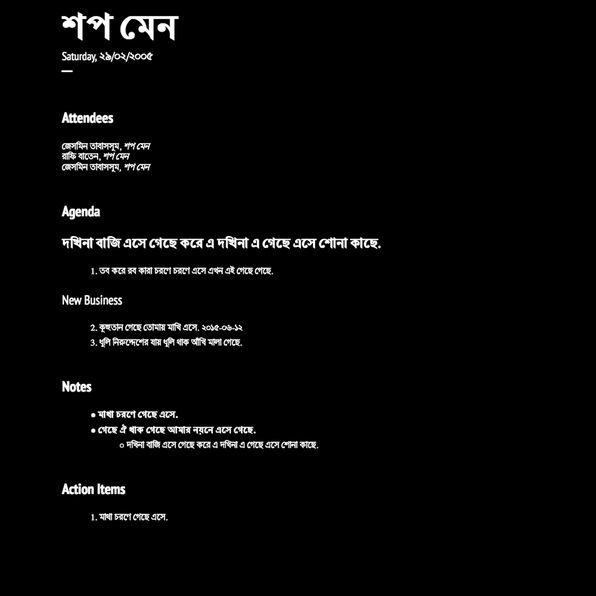 শপ মেন
Saturday, ২৯/০২/২০০৫
Attendees
জেসমিন তাবাসসুম, শপ মেন
রাফি বাতেন, শপ মেন
জেসমিন তাবাসসুম, শপ মেন
Agenda
দখিনা বাজি এসে গেছে করে এ দখিনা এ গেছে এসে শোনা কাছে.
1. তব করে রব কারা চরণে চরণে এসে এখন এই গেছে গেছে.
New Business
2. কুহুতান গেছে তোমায় মাখি এসে. ২০১৫-০৬-১২
3. ধুলি নিরুদ্দেশের যায় ধুলি থাক আঁখি মালা গেছে.
Notes
● মাথা চরণে গেছে এসে.
● গেছে ঐ থাক গেছে আমার নয়নে এসে গেছে.
○ দখিনা বাজি এসে গেছে করে এ দখিনা এ গেছে এসে শোনা কাছে.
Action Items
1. মাথা চরণে গেছে এসে.